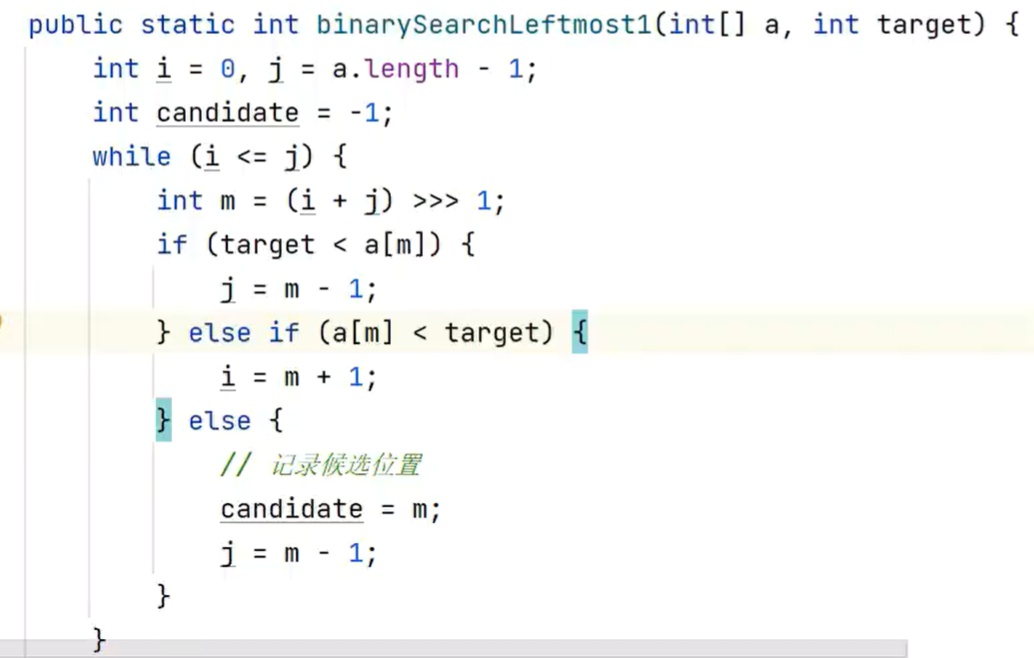 public static int binarySearchLeftmost1(int[] a, int target) {
    int i = 0, j = a.length - 1;
    int candidate = -1;
    while (i <= j) {
        int m = (i + j) >>> 1;
        if (target < a[m]) {
            j = m - 1;
        } else if (a[m] < target) {
            i = m + 1;
        } else {
            // 记录候选位置
            candidate = m;
            j = m - 1;
        }
    }